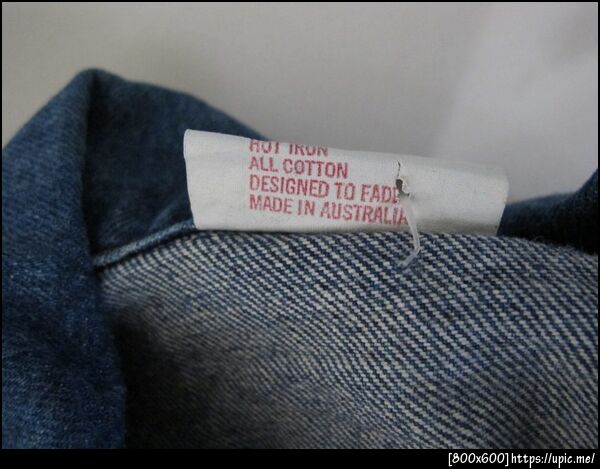 HOT IRON
ALL COTTON
DESIGNED TO FADE
MADE IN AUSTRALIA
[800x600]https://upic.me/